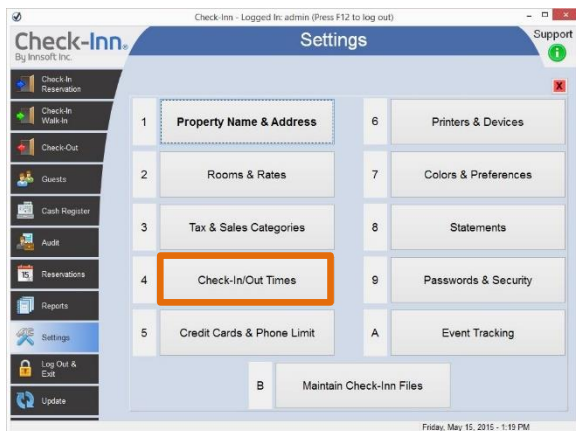 Check-Inn - Logged In: admin (Press F12 to log out)
Check-Inn®
By Innsoft Inc.
Settings
Support
Check-In
Reservation
Check-In
Walk-In
Check-Out
Guests
Cash Register
Audit
15
Reservations
Reports
Settings
Log Out &
Exit
Update
X
1 Property Name & Address
2 Rooms & Rates
3 Tax & Sales Categories
4 Check-In/Out Times
5 Credit Cards & Phone Limit
6 Printers & Devices
7 Colors & Preferences
8 Statements
9 Passwords & Security
A Event Tracking
B Maintain Check-Inn Files
Friday, May 15, 2015 - 1:19 PM